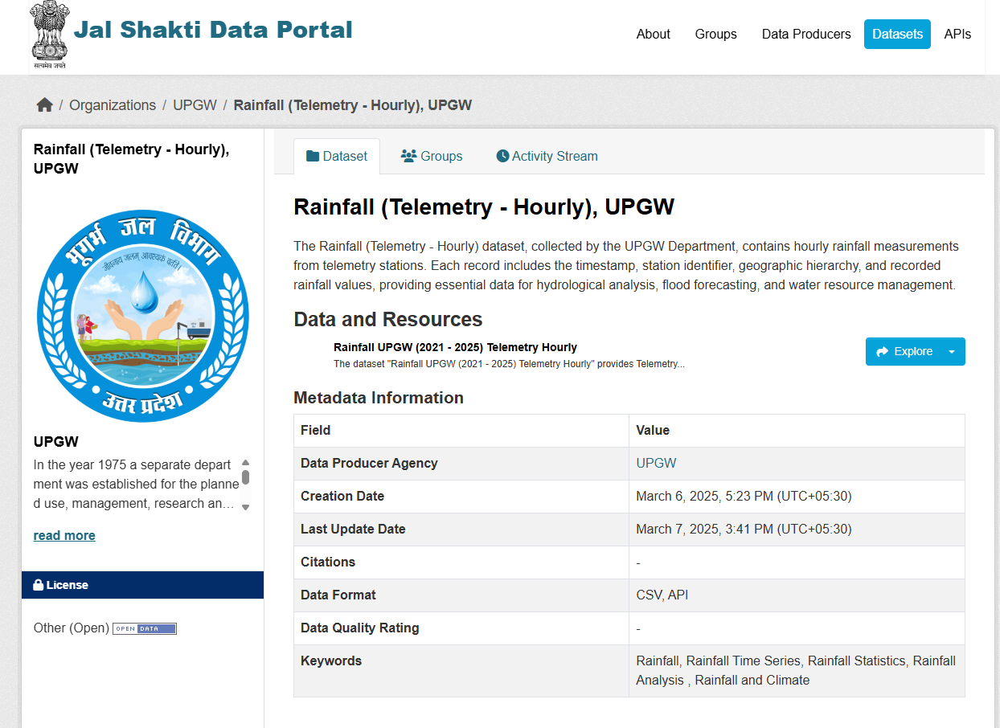 सत्यमेव जयते
Jal Shakti Data Portal
About Groups Data Producers Datasets APIs
/ Organizations / UPGW / Rainfall (Telemetry - Hourly), UPGW
Rainfall (Telemetry - Hourly),
UPGW
भूगर्भ जल विभाग
उत्तर प्रदेश
UPGW
In the year 1975 a separate depart
ment was established for the planne
d use, management, research an...
read more
License
Other (Open) OPEN DATA
Dataset Groups Activity Stream
Rainfall (Telemetry - Hourly), UPGW
The Rainfall (Telemetry - Hourly) dataset, collected by the UPGW Department, contains hourly rainfall measurements
from telemetry stations. Each record includes the timestamp, station identifier, geographic hierarchy, and recorded
rainfall values, providing essential data for hydrological analysis, flood forecasting, and water resource management.
Data and Resources
Rainfall UPGW (2021 - 2025) Telemetry Hourly
The dataset "Rainfall UPGW (2021 - 2025) Telemetry Hourly" provides Telemetry...
Explore
Metadata Information
Field Value
Data Producer Agency UPGW
Creation Date March 6, 2025, 5:23 PM (UTC+05:30)
Last Update Date March 7, 2025, 3:41 PM (UTC+05:30)
Citations -
Data Format CSV, API
Data Quality Rating -
Keywords Rainfall, Rainfall Time Series, Rainfall Statistics, Rainfall
Analysis , Rainfall and Climate